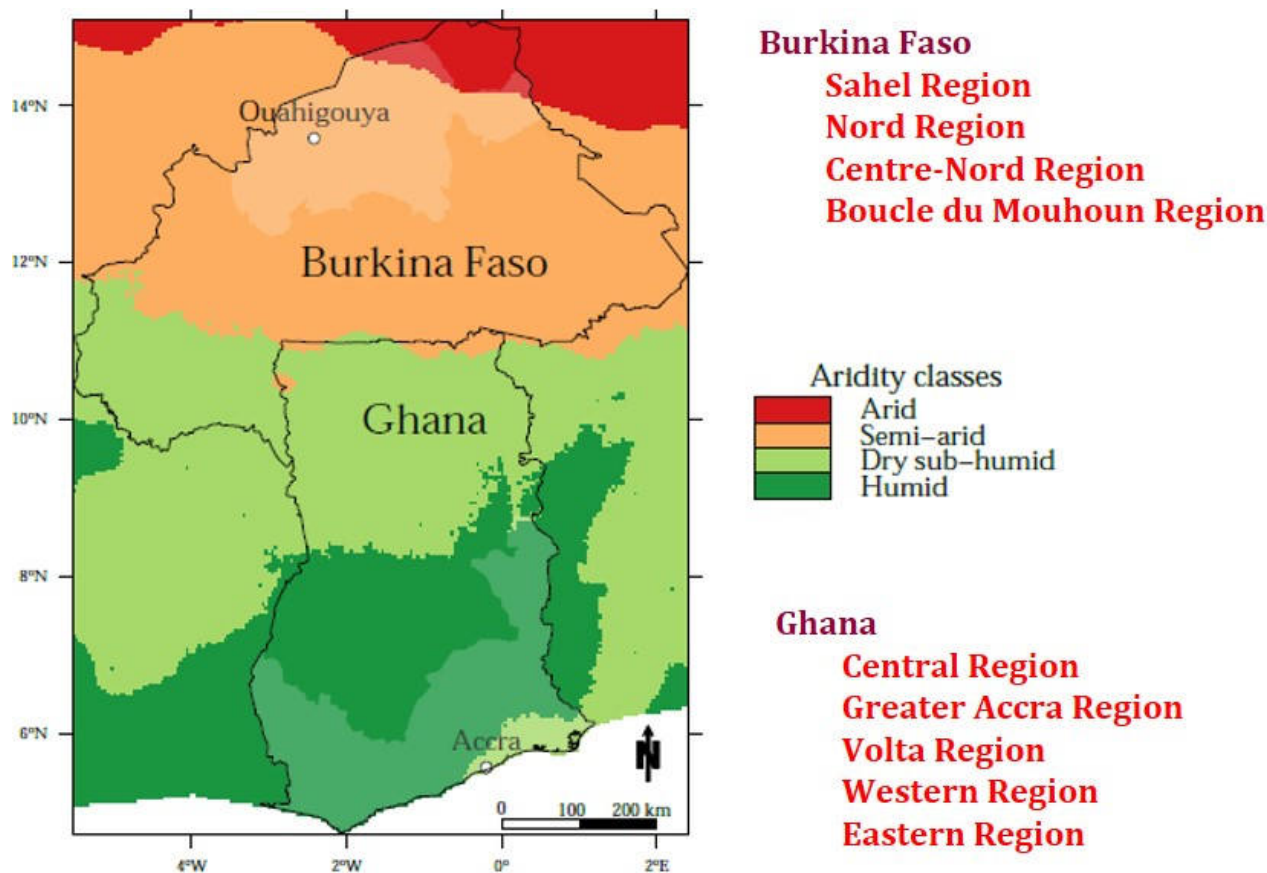 Burkina Faso
Sahel Region
Nord Region
Centre-Nord Region
Boucle du Mouhoun Region
14°N
12°N
10°N
8°N
6°N
Ouahigouya
Burkina Faso
Ghana
Accra
N
0 100 200 km
4°W 2°W 0° 2°E
Aridity classes
Arid
Semi-arid
Dry sub-humid
Humid
Ghana
Central Region
Greater Accra Region
Volta Region
Western Region
Eastern Region